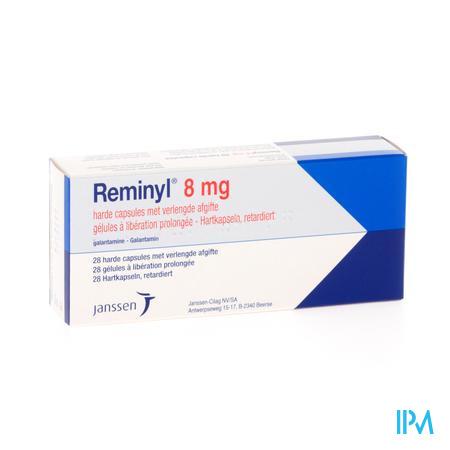 Reminyl® 8 mg
harde capsules met verlengde afgifte
gélules à libération prolongée - Hartkapseln, retardiert
galantamine - Galantamin
28 harde capsules met verlengde afgifte
28 gélules à libération prolongée
28 Hartkapseln, retardiert
janssen
Janssen-Cilag NV/SA
Antwerpseweg 15-17, B-2340 Beerse
IPM